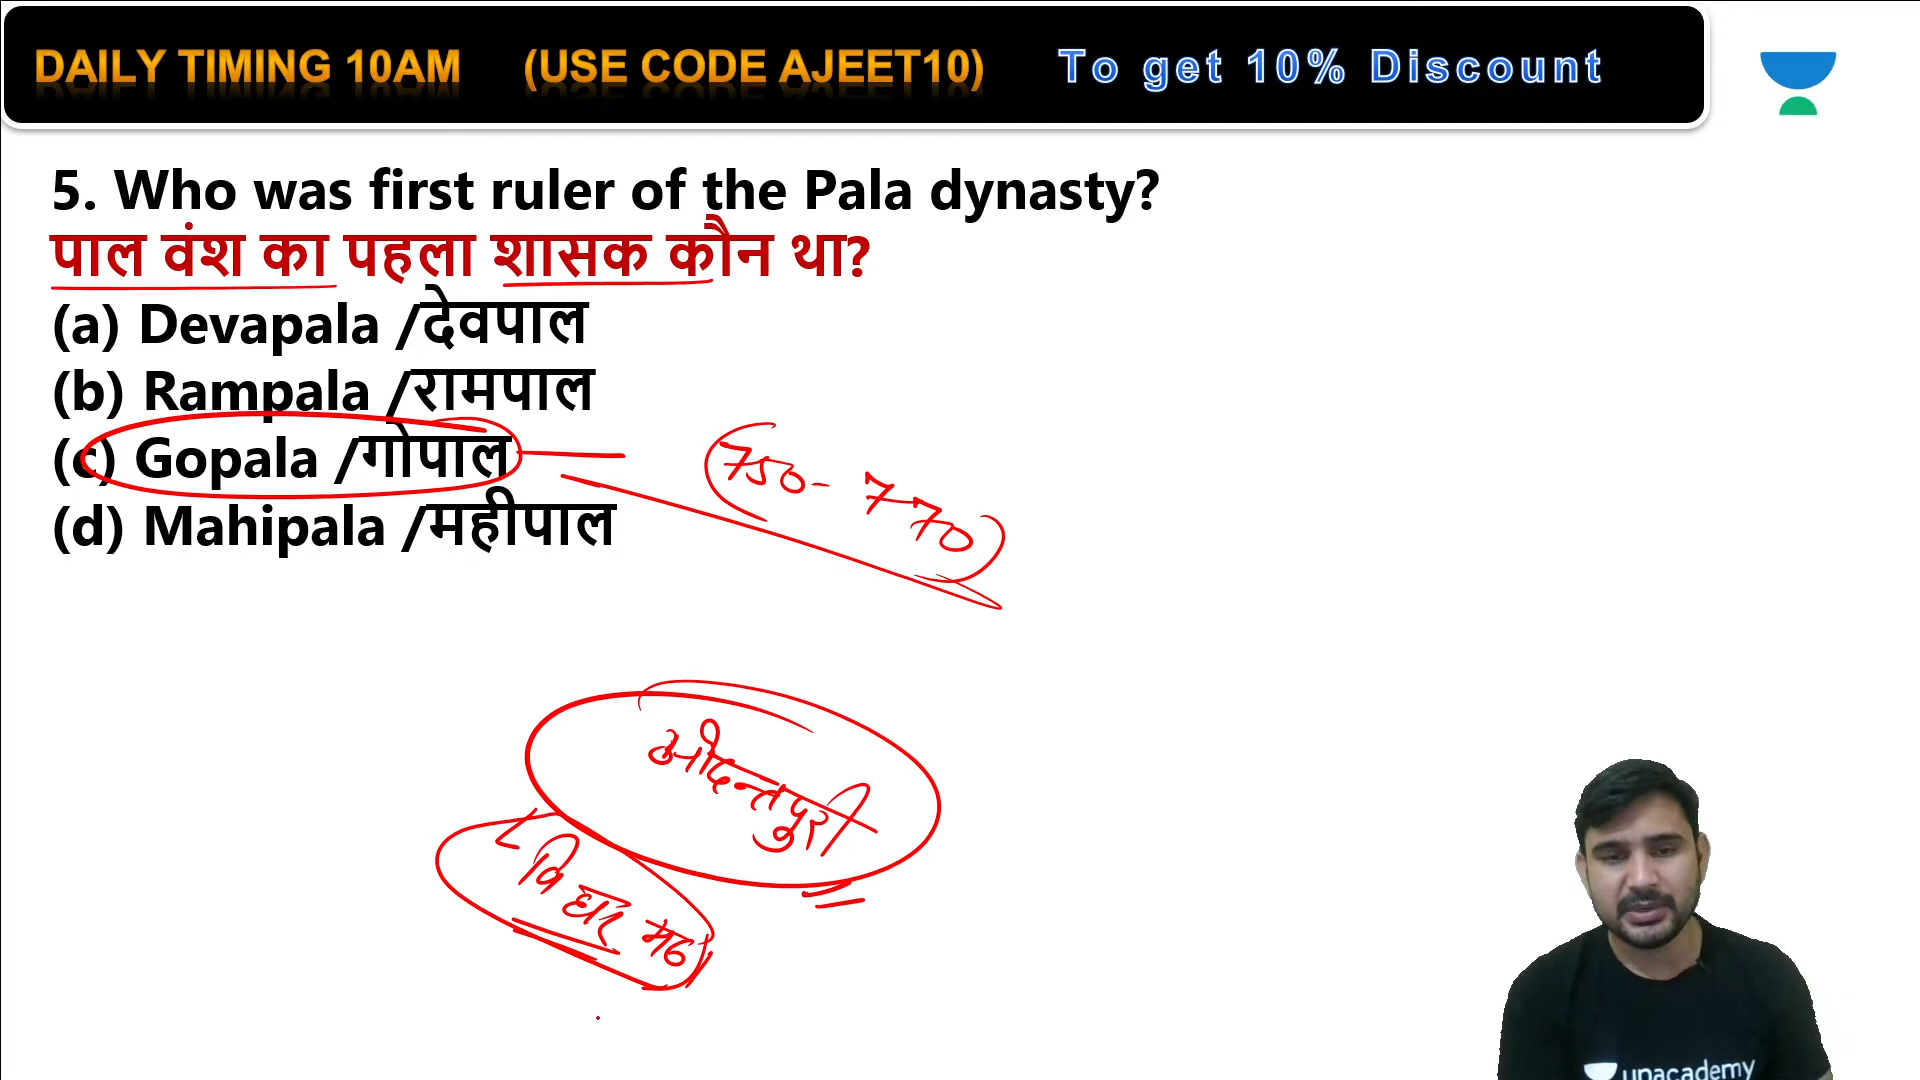 DAILY TIMING 10AM (USE CODE AJEET10) To get 10% Discount
5. Who was first ruler of the Pala dynasty?
पाल वंश का पहला शासक कौन था?
(a) Devapala /देवपाल
(b) Rampala /रामपाल
(c) Gopala /गोपाल
(d) Mahipala /महीपाल
750- 770
ओदन्तपुरी
विहार मठ
unacademy